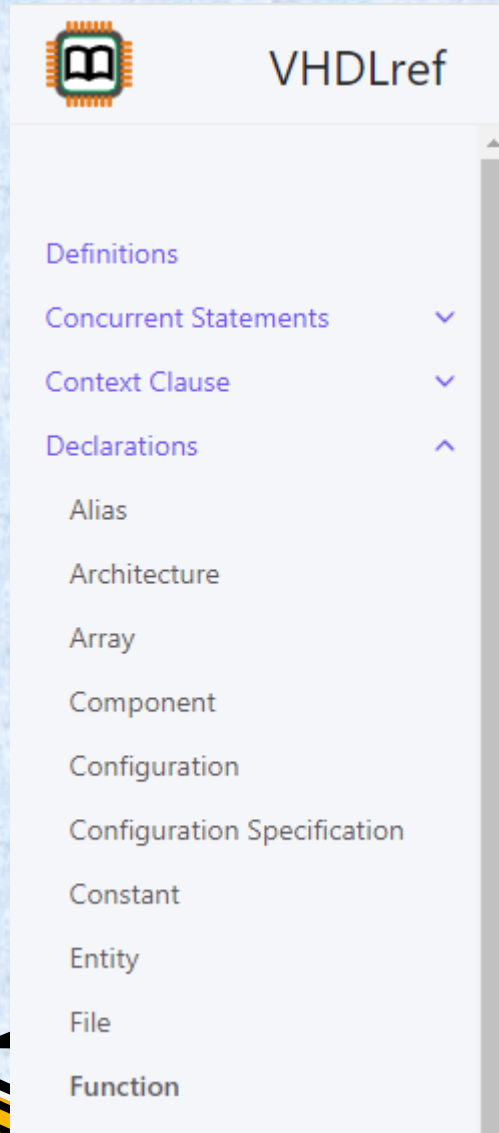 VHDLref
Definitions
Concurrent Statements
Context Clause
Declarations
Alias
Architecture
Array
Component
Configuration
Configuration Specification
Constant
Entity
File
Function